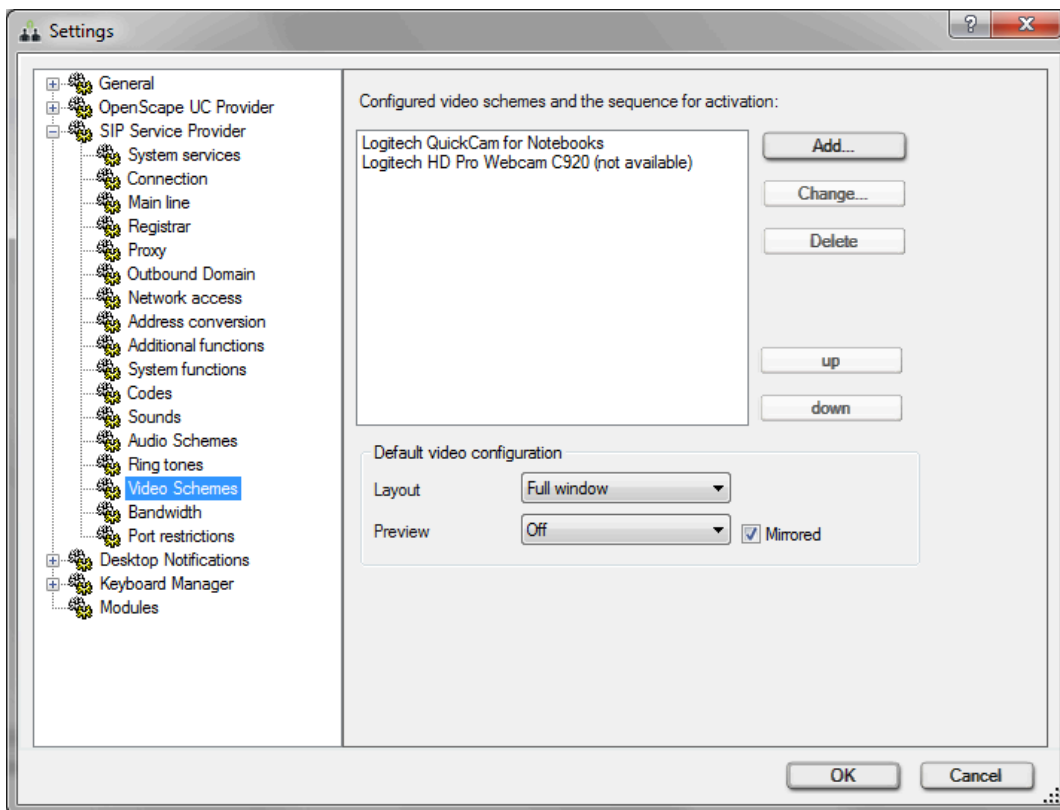 Settings
General
OpenScape UC Provider
SIP Service Provider
System services
Connection
Main line
Registrar
Proxy
Outbound Domain
Network access
Address conversion
Additional functions
System functions
Codes
Sounds
Audio Schemes
Ring tones
Video Schemes
Bandwidth
Port restrictions
Desktop Notifications
Keyboard Manager
Modules
Configured video schemes and the sequence for activation:
Logitech QuickCam for Notebooks
Logitech HD Pro Webcam C920 (not available)
Add...
Change...
Delete
up
down
Default video configuration
Layout Full window
Preview Off Mirrored
OK Cancel